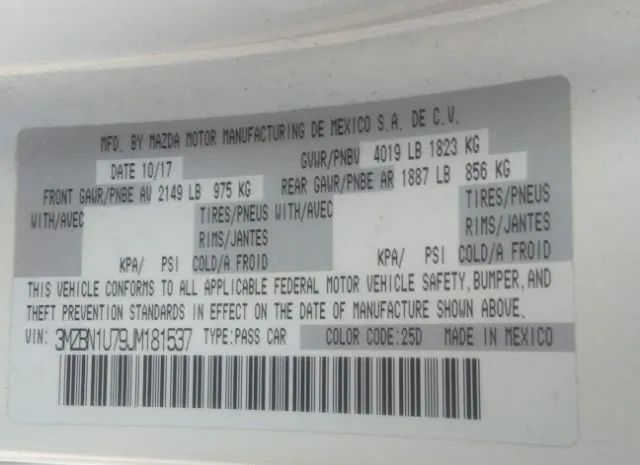 MFD. BY MAZDA MOTOR MANUFACTURING DE MEXICO S.A. DE C.V.
DATE 10/17 GVWR/PNBV 4019 LB 1823 KG
FRONT GAWR/PNBE AV 2149 LB 975 KG REAR GAWR/PNBE AR 1887 LB 856 KG
WITH/AVEC TIRES/PNEUS WITH/AVEC TIRES/PNEUS
RIMS/JANTES RIMS/JANTES
KPA/ PSI COLD/A FROID KPA/ PSI COLD/A FROID
THIS VEHICLE CONFORMS TO ALL APPLICABLE FEDERAL MOTOR VEHICLE SAFETY, BUMPER, AND
THEFT PREVENTION STANDARDS IN EFFECT ON THE DATE OF MANUFACTURE SHOWN ABOVE.
VIN: 3MZBN1U79JM181537 TYPE:PASS CAR COLOR CODE:25D MADE IN MEXICO